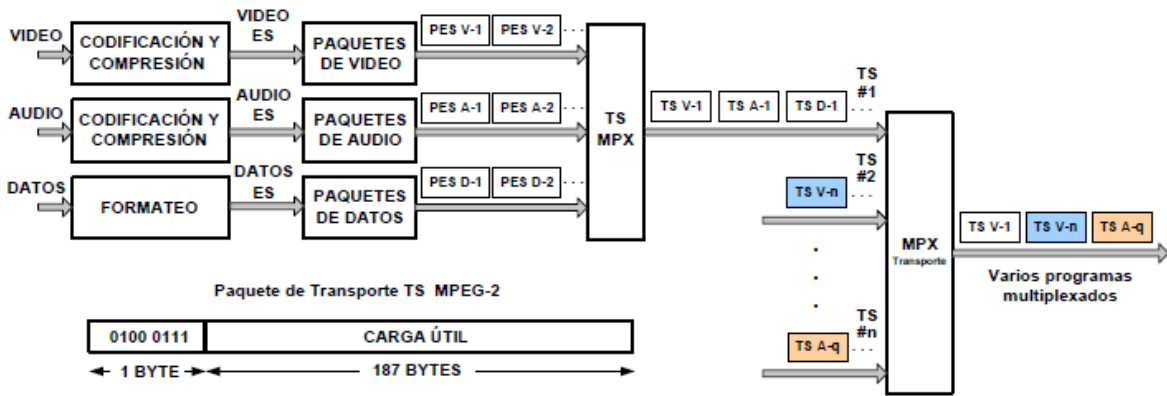 VIDEO
CODIFICACIÓN Y
COMPRESIÓN
VIDEO
ES
PAQUETES
DE VIDEO
PES V-1
PES V-2
AUDIO
CODIFICACIÓN Y
COMPRESIÓN
AUDIO
ES
PAQUETES
DE AUDIO
PES A-1
PES A-2
DATOS
FORMATEO
DATOS
ES
PAQUETES
DE DATOS
PES D-1
PES D-2
TS
MPX
TS V-1
TS A-1
TS D-1
TS
#1
TS
#2
TS V-n
TS
#n
TS A-q
MPX
Transporte
TS V-1
TS V-n
TS A-q
Varios programas
multiplexados
Paquete de Transporte TS MPEG-2
0100 0111
CARGA ÚTIL
1 BYTE
187 BYTES